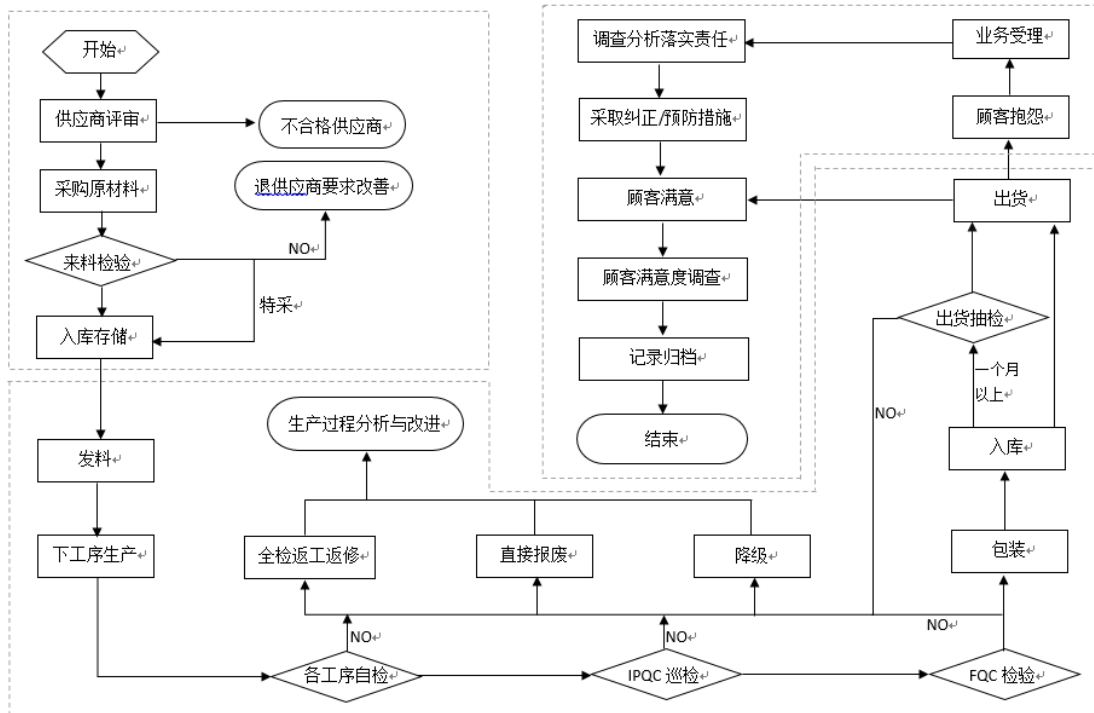 开始
供应商评审
不合格供应商
采购原材料
退供应商要求改善
来料检验
NO
特采
入库存储
调查分析落实责任
业务受理
采取纠正/预防措施
顾客抱怨
顾客满意
出货
顾客满意度调查
出货抽检
记录归档
一个月
以上
NO
结束
入库
生产过程分析与改进
发料
下工序生产
全检返工返修
直接报废
降级
包装
NO
NO
NO
各工序自检
IPQC 巡检
FQC 检验